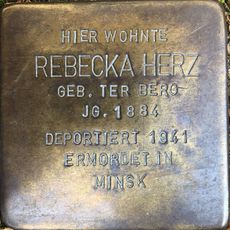 HIER WOHNTE
REBECKA HERZ
GEB. TER BERG
JG. 1884
DEPORTIERT 1941
ERMORDET IN
MINSK